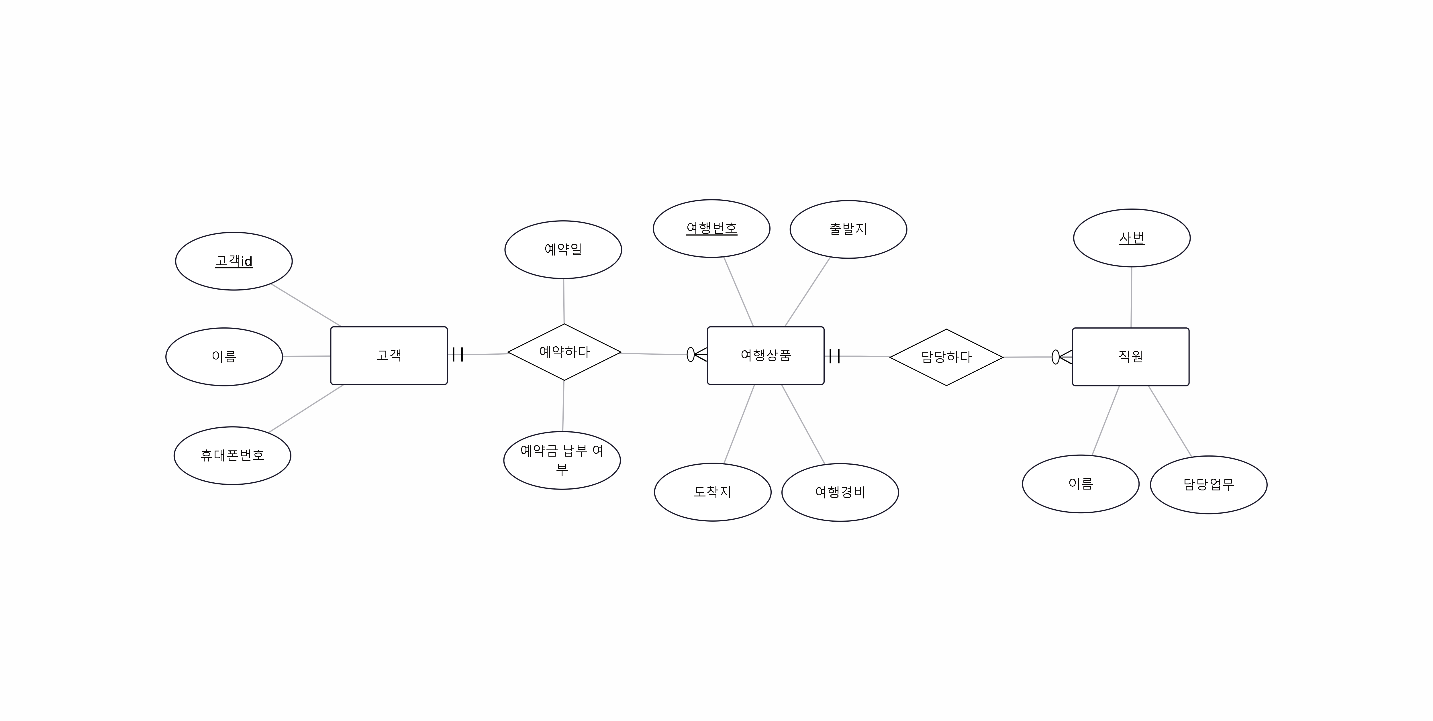 여행번호
출발지
사번
고객id
예약일
이름
고객
예약하다
여행상품
담당하다
직원
휴대폰번호
예약금 납부 여
부
도착지
여행경비
이름
담당업무